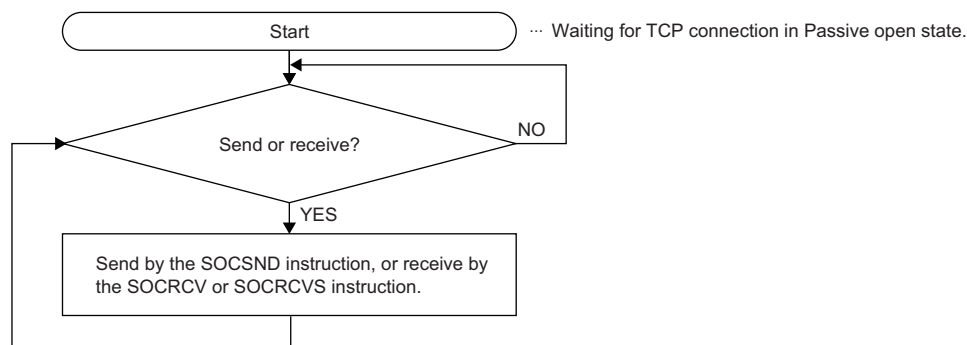 Start
··· Waiting for TCP connection in Passive open state.
Send or receive?
NO
YES
Send by the SOCSND instruction, or receive by
the SOCRCV or SOCRCVS instruction.